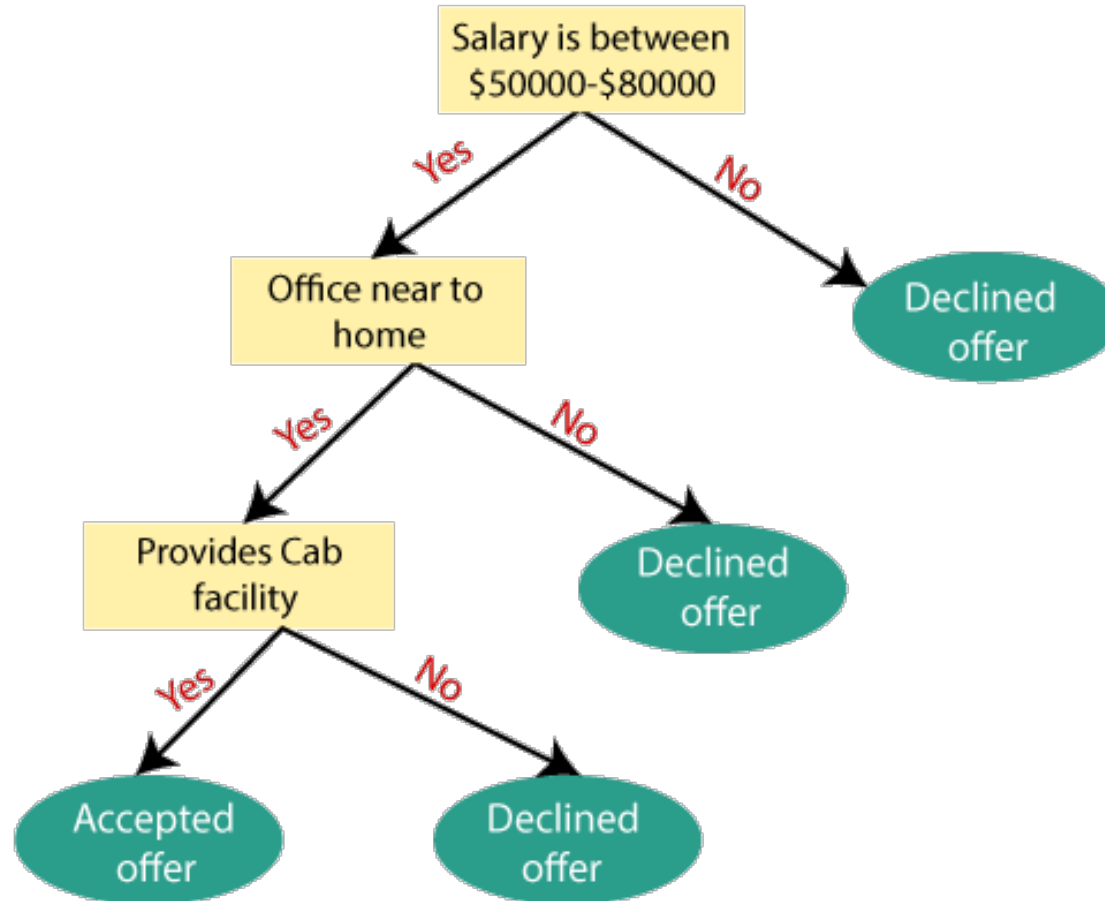 Salary is between
$50000-$80000
Yes
No
Office near to
home
Declined
offer
Yes
No
Provides Cab
facility
Declined
offer
Yes
No
Accepted
offer
Declined
offer